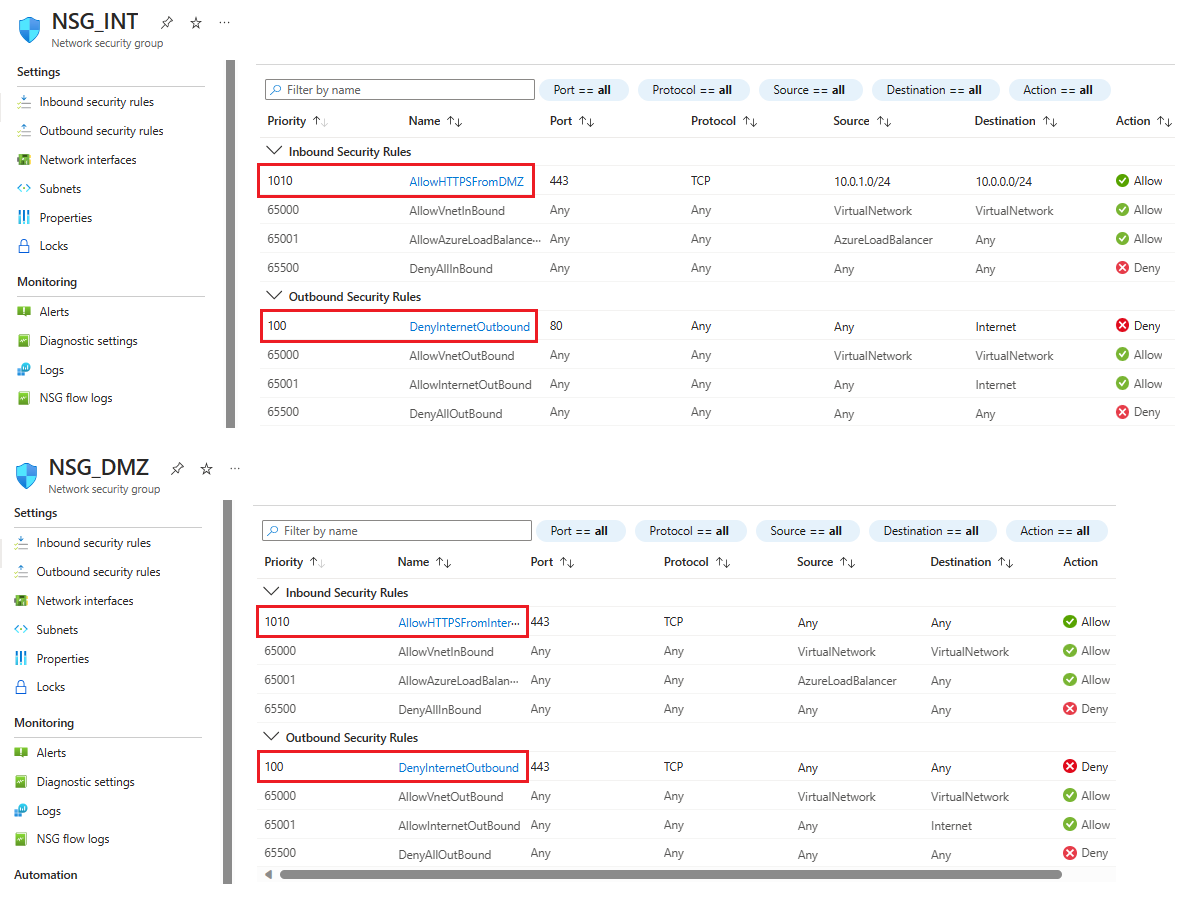 NSG_INT
Network security group
Settings
Inbound security rules
Outbound security rules
Network interfaces
Subnets
Properties
Locks
Monitoring
Alerts
Diagnostic settings
Logs
NSG flow logs
Filter by name Port == all Protocol == all Source == all Destination == all Action == all
Priority Name Port Protocol Source Destination Action
Inbound Security Rules
1010 AllowHTTPSFromDMZ 443 TCP 10.0.1.0/24 10.0.0.0/24 Allow
65000 AllowVnetInBound Any Any VirtualNetwork VirtualNetwork Allow
65001 AllowAzureLoadBalance... Any Any AzureLoadBalancer Any Allow
65500 DenyAllInBound Any Any Any Any Deny
Outbound Security Rules
100 DenyInternetOutbound 80 Any Any Internet Deny
65000 AllowVnetOutBound Any Any VirtualNetwork VirtualNetwork Allow
65001 AllowInternetOutBound Any Any Any Internet Allow
65500 DenyAllOutBound Any Any Any Any Deny
NSG_DMZ
Network security group
Settings
Inbound security rules
Outbound security rules
Network interfaces
Subnets
Properties
Locks
Monitoring
Alerts
Diagnostic settings
Logs
NSG flow logs
Automation
Filter by name Port == all Protocol == all Source == all Destination == all Action == all
Priority Name Port Protocol Source Destination Action
Inbound Security Rules
1010 AllowHTTPSFromInter... 443 TCP Any Any Allow
65000 AllowVnetInBound Any Any VirtualNetwork VirtualNetwork Allow
65001 AllowAzureLoadBalan... Any Any AzureLoadBalancer Any Allow
65500 DenyAllInBound Any Any Any Any Deny
Outbound Security Rules
100 DenyInternetOutbound 443 TCP Any Any Deny
65000 AllowVnetOutBound Any Any VirtualNetwork VirtualNetwork Allow
65001 AllowInternetOutBound Any Any Any Internet Allow
65500 DenyAllOutBound Any Any Any Any Deny